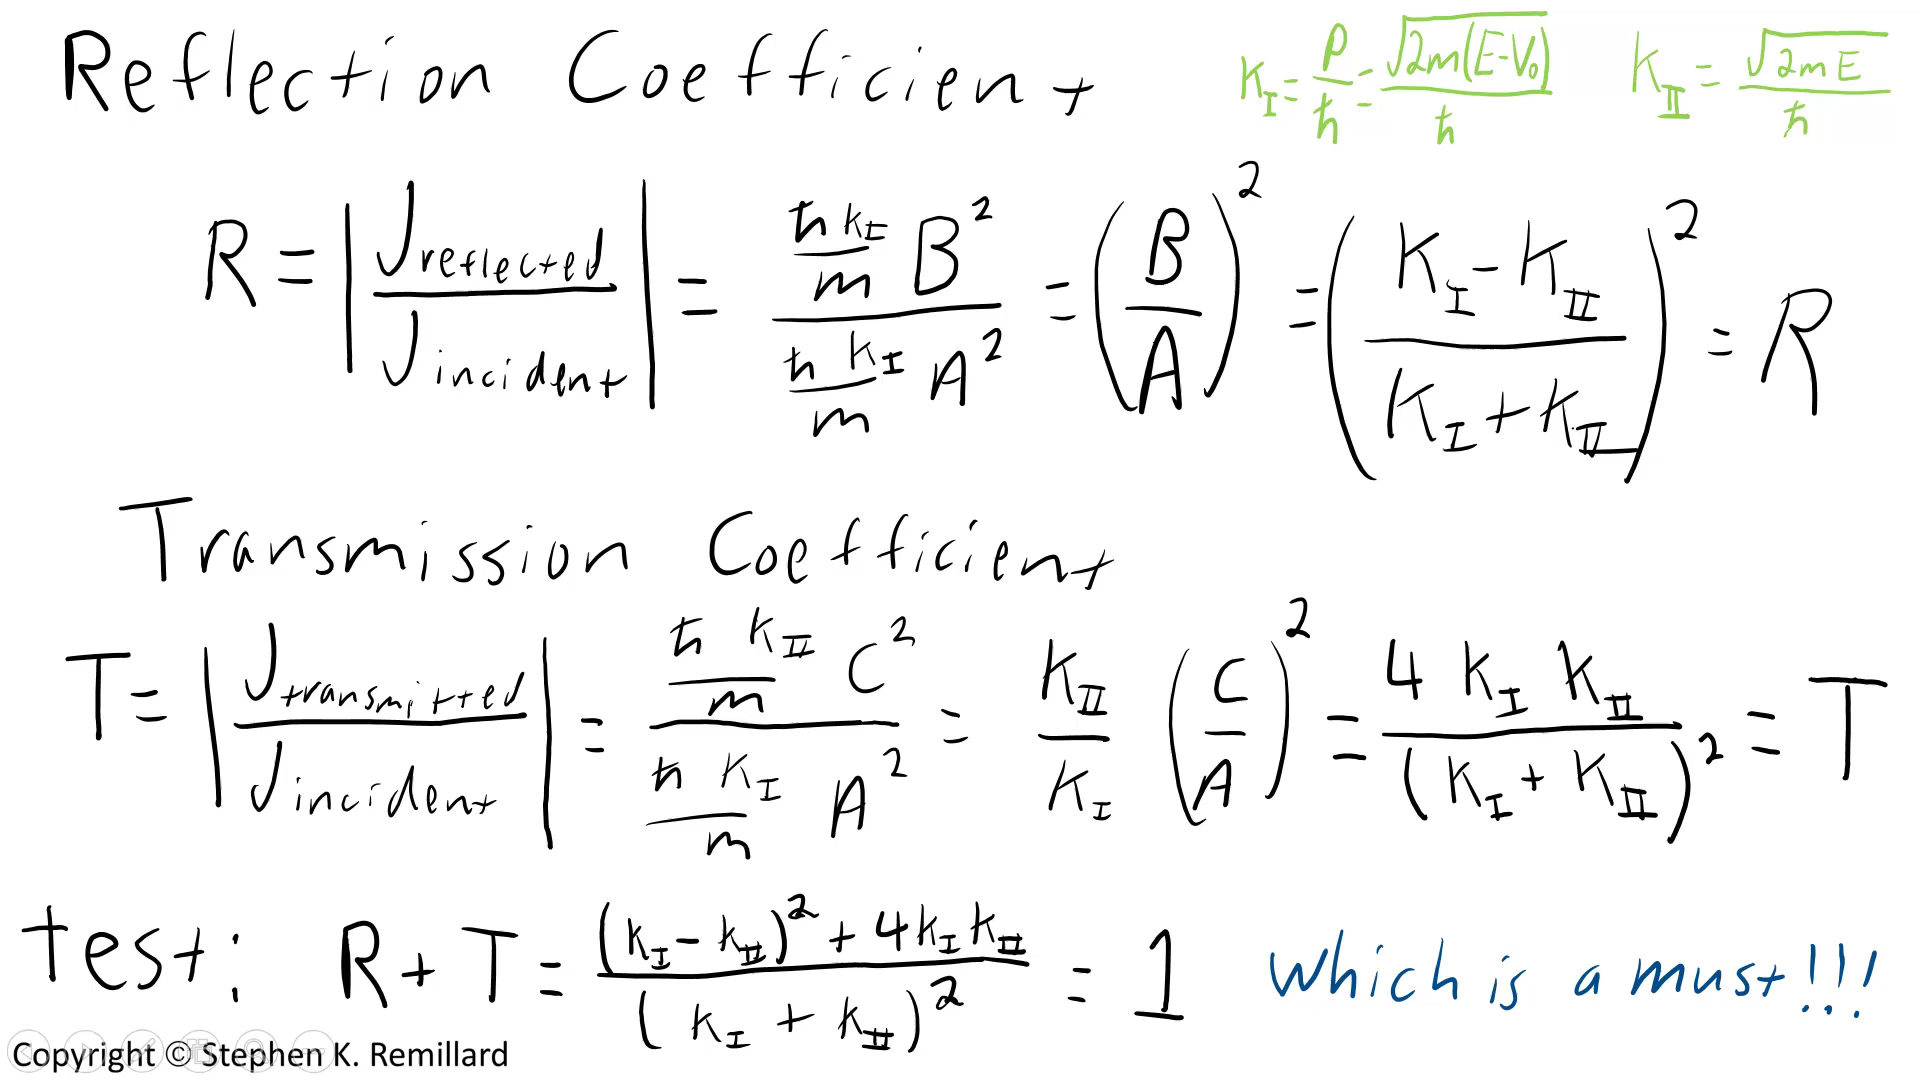 Reflection Coefficient
K_I = P/ħ = √(2m(E-V₀))/ħ   K_II = √(2mE)/ħ
R = |J_reflected / J_incident| = (ħk_I/m B²)/(ħk_I/m A²) = (B/A)² = ((K_I - K_II)/(K_I + K_II))² = R
Transmission Coefficient
T = |J_transmitted / J_incident| = (ħk_II/m C²)/(ħk_I/m A²) = K_II/K_I (C/A)² = 4 K_I K_II/(K_I + K_II)² = T
test: R + T = ((k_I - k_II)² + 4k_I k_II)/(k_I + k_II)² = 1 which is a must!!!
Copyright © Stephen K. Remillard